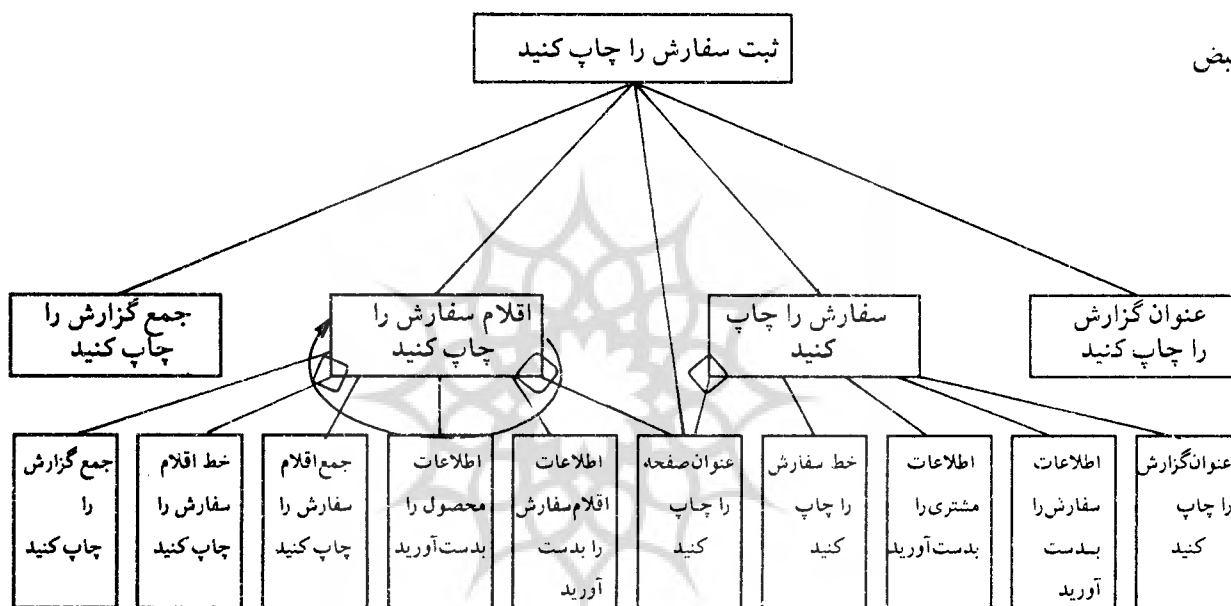 ثبت سفارش را چاپ کنید
عنوان گزارش
را چاپ کنید
سفارش را چاپ
کنید
اقلام سفارش را
چاپ کنید
جمع گزارش را
چاپ کنید
عنوان گزارش
را چاپ
کنید
اطلاعات
سفارش را
بدست
آورید
اطلاعات
مشتری را
بدست آورید
خط سفارش
را چاپ
کنید
عنوان صفحه
را چاپ
کنید
اطلاعات
اقلام سفارش
را بدست
آورید
اطلاعات
محصول را
بدست آورید
جمع اقلام
سفارش را
چاپ کنید
خط اقلام
سفارش را
چاپ کنید
جمع گزارش
را
چاپ کنید